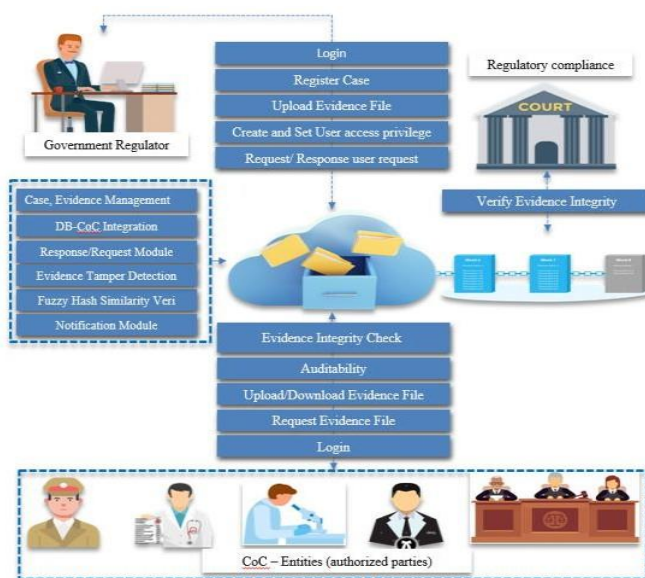 Login
Register Case
Upload Evidence File
Create and Set User access privilege
Request/ Response user request
Government Regulator
Regulatory compliance
COURT
Verify Evidence Integrity
Case, Evidence Management
DB-CoC Integration
Response/Request Module
Evidence Tamper Detection
Fuzzy Hash Similarity Veri
Notification Module
Evidence Integrity Check
Auditability
Upload/Download Evidence File
Request Evidence File
Login
CoC – Entities (authorized parties)